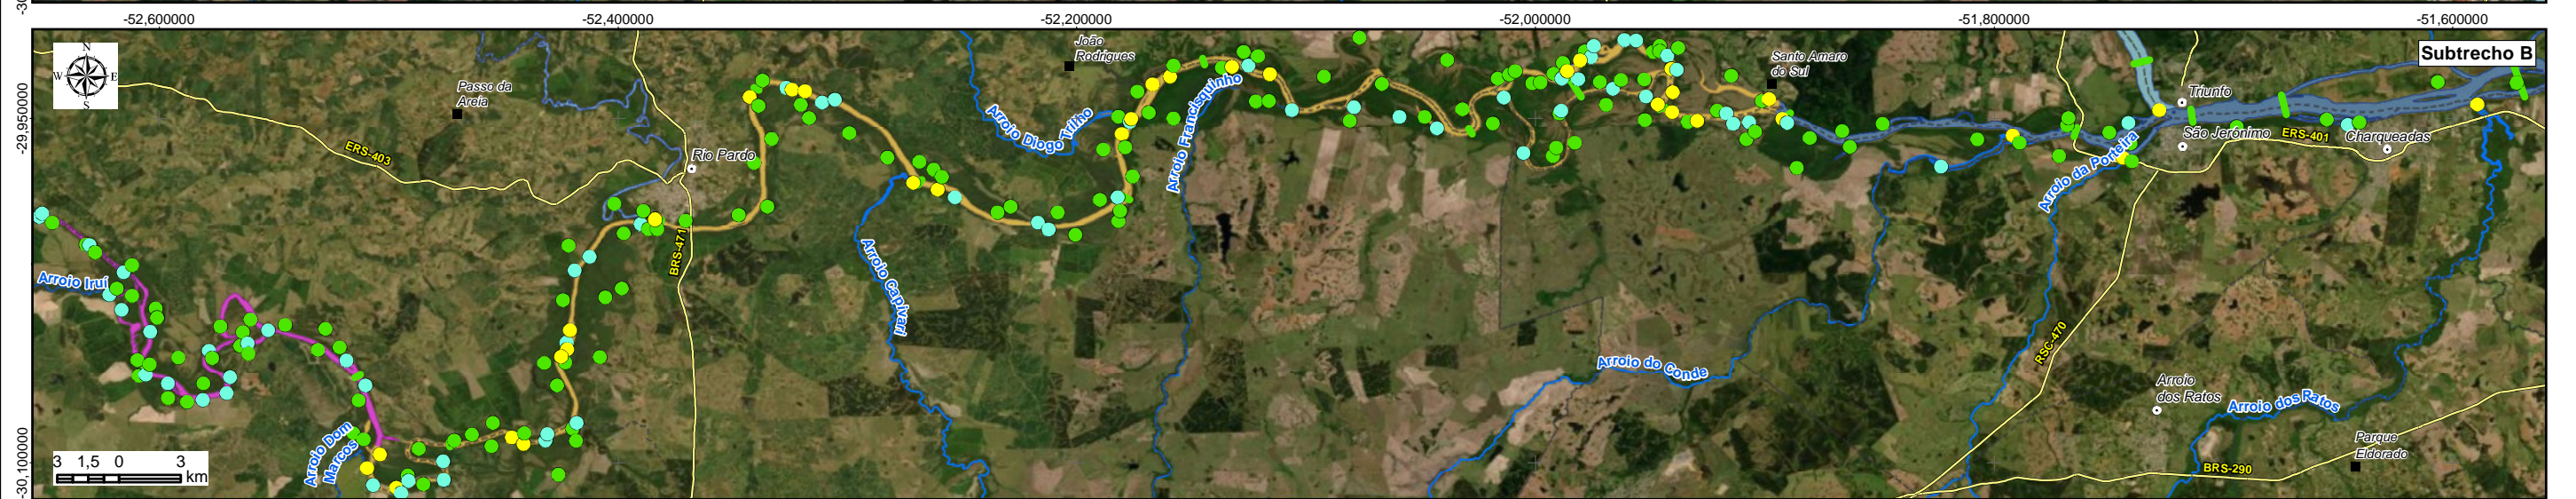 -52,600000
-52,400000
-52,200000
-52,000000
-51,800000
-51,600000
Subtrecho B
N
W
E
S
João
Rodrigues
Santo Amaro
do Sul
Passo da
Areia
Triunfo
-29,950000
Arroio Diogo Trilho
Arroio Francisquinho
São Jerônimo
ERS-401
Charqueadas
ERS-403
Rio Pardo
Arroio da Porteira
BRS-471
Arroio Capivari
Arroio Iruí
RSC-470
Arroio do Conde
Arroio
dos Ratos
Arroio dos Ratos
Arroio Dom
Marcos
Parque
Eldorado
BRS-290
-30,100000
3 1,5 0 3
km